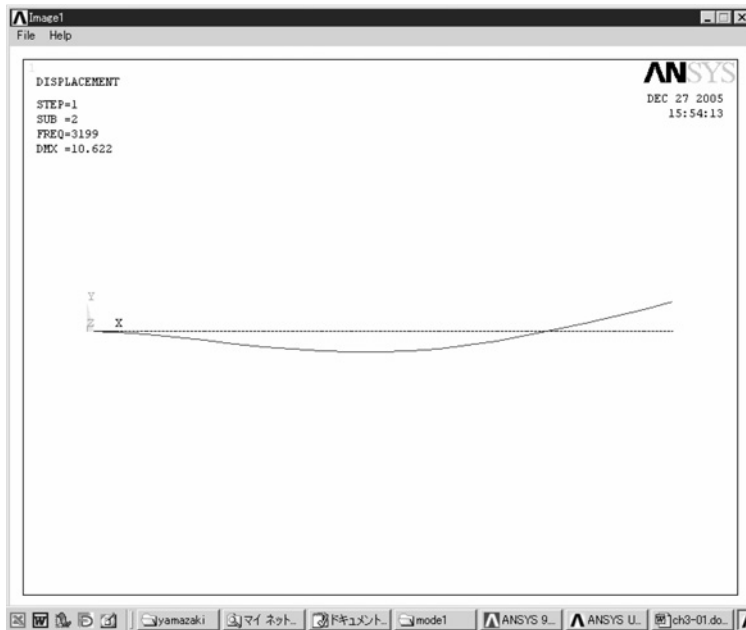 Image1
File Help
1
DISPLACEMENT
STEP=1
SUB =2
FREQ=3199
DMX =10.622
ANSYS
DEC 27 2005
15:54:13
Y
Z X
yamazaki
マイ ネット...
ドキュメント...
mode1
ANSYS 9...
ANSYS U...
ch3-01.do...